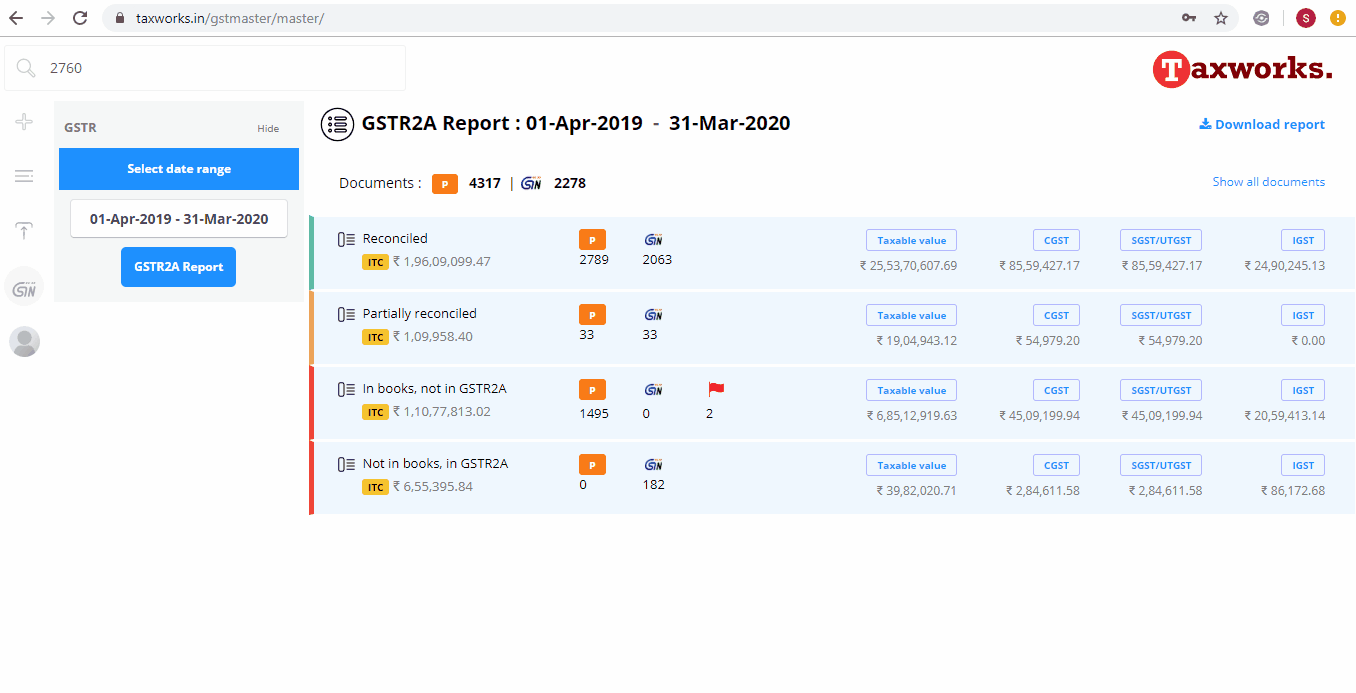 taxworks.in/gstmaster/master/
S
2760
Taxworks.
GSTR Hide
Select date range
01-Apr-2019 - 31-Mar-2020
GSTR2A Report
GSTR2A Report : 01-Apr-2019 - 31-Mar-2020
Download report
Documents : P 4317 | GSTN 2278
Show all documents
Reconciled P GSTN Taxable value CGST SGST/UTGST IGST
ITC ₹ 1,96,09,099.47 2789 2063 ₹ 25,53,70,607.69 ₹ 85,59,427.17 ₹ 85,59,427.17 ₹ 24,90,245.13
Partially reconciled P GSTN Taxable value CGST SGST/UTGST IGST
ITC ₹ 1,09,958.40 33 33 ₹ 19,04,943.12 ₹ 54,979.20 ₹ 54,979.20 ₹ 0.00
In books, not in GSTR2A P GSTN Taxable value CGST SGST/UTGST IGST
ITC ₹ 1,10,77,813.02 1495 0 2 ₹ 6,85,12,919.63 ₹ 45,09,199.94 ₹ 45,09,199.94 ₹ 20,59,413.14
Not in books, in GSTR2A P GSTN Taxable value CGST SGST/UTGST IGST
ITC ₹ 6,55,395.84 0 182 ₹ 39,82,020.71 ₹ 2,84,611.58 ₹ 2,84,611.58 ₹ 86,172.68
GSTN